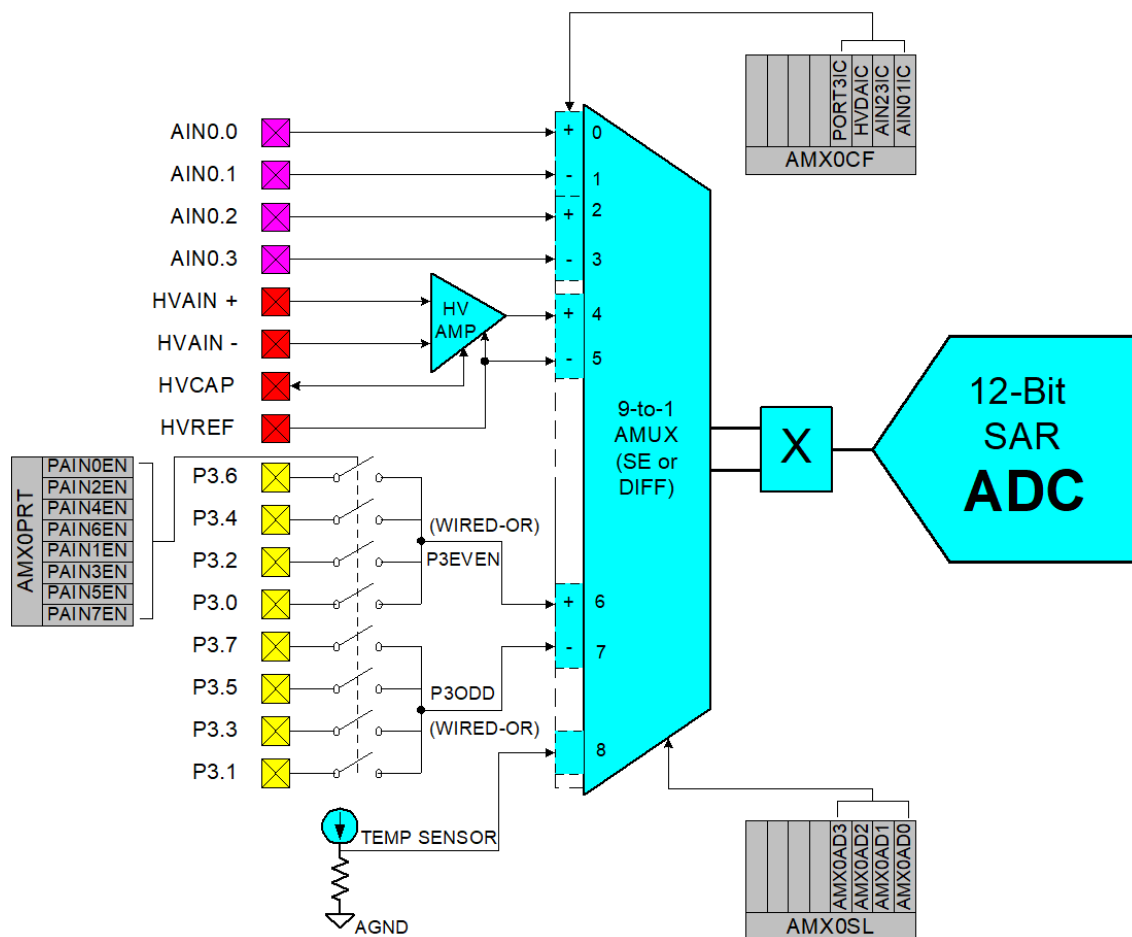 PORT3IC
HVDAIC
AIN23IC
AIN01IC
AMX0CF
AIN0.0
AIN0.1
AIN0.2
AIN0.3
HVAIN +
HVAIN -
HVCAP
HVREF
HV
AMP
+ 0
- 1
+ 2
- 3
+ 4
- 5
9-to-1
AMUX
(SE or
DIFF)
X
12-Bit
SAR
ADC
AMX0PRT
PAIN0EN
PAIN2EN
PAIN4EN
PAIN6EN
PAIN1EN
PAIN3EN
PAIN5EN
PAIN7EN
P3.6
P3.4
P3.2
P3.0
P3.7
P3.5
P3.3
P3.1
(WIRED-OR)
P3EVEN
+ 6
- 7
P3ODD
(WIRED-OR)
8
TEMP SENSOR
AGND
AMX0AD3
AMX0AD2
AMX0AD1
AMX0AD0
AMX0SL